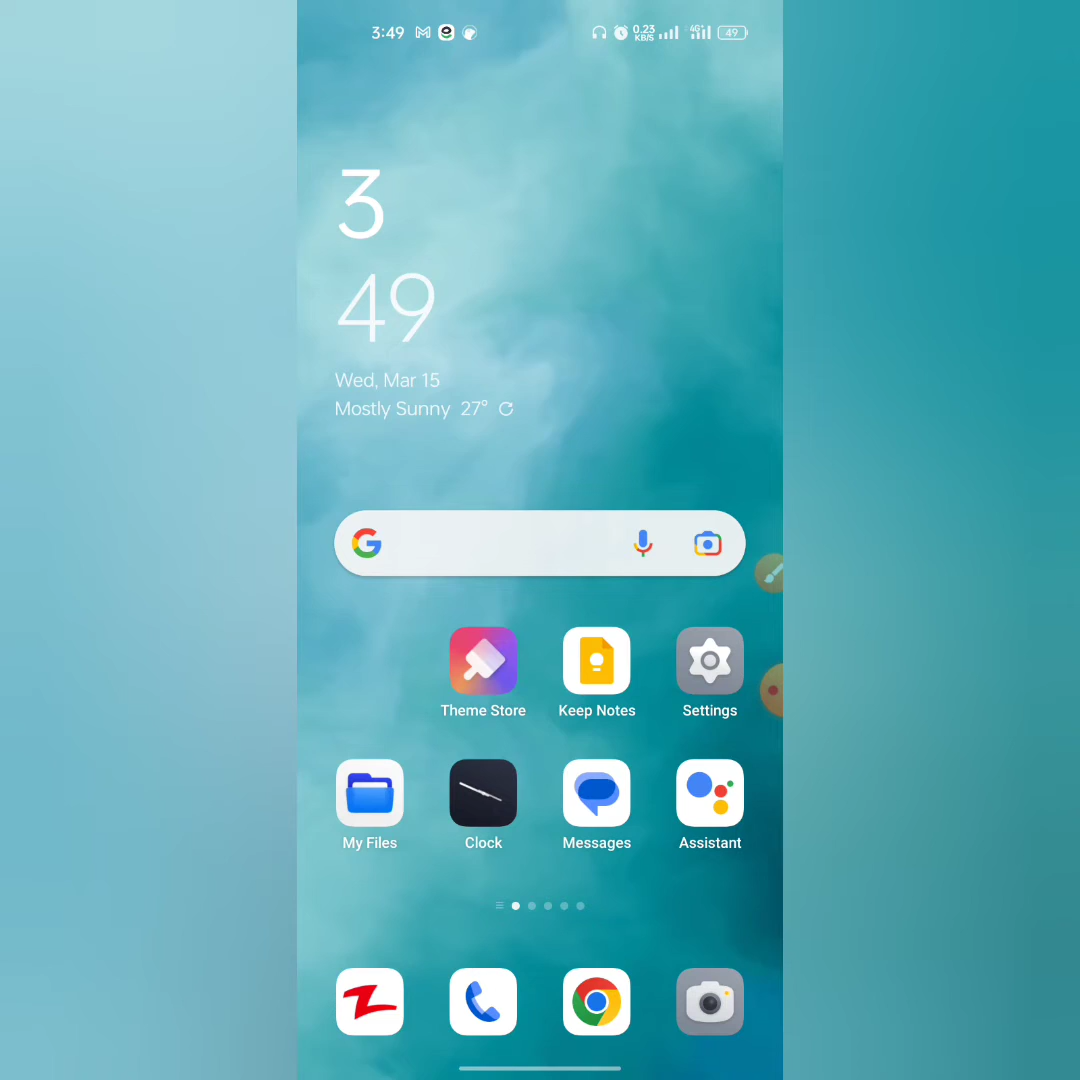 3:49
0.23
KB/S
4G+
49
3
49
Wed, Mar 15
Mostly Sunny 27°
Theme Store
Keep Notes
Settings
My Files
Clock
Messages
Assistant